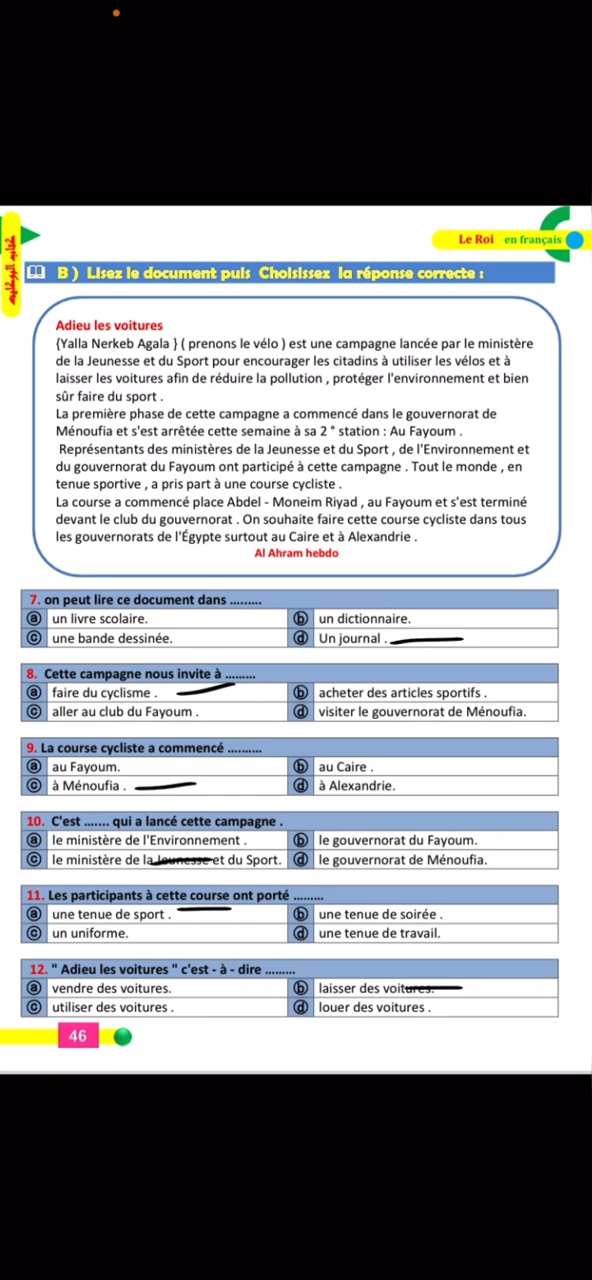 Le Roi en français
B ) Lisez le document puis Choisissez la réponse correcte :
Adieu les voitures
{Yalla Nerkeb Agala } ( prenons le vélo ) est une campagne lancée par le ministère
de la Jeunesse et du Sport pour encourager les citadins à utiliser les vélos et à
laisser les voitures afin de réduire la pollution , protéger l'environnement et bien
sûr faire du sport .
La première phase de cette campagne a commencé dans le gouvernorat de
Ménoufia et s'est arrêtée cette semaine à sa 2 ° station : Au Fayoum .
Représentants des ministères de la Jeunesse et du Sport , de l'Environnement et
du gouvernorat du Fayoum ont participé à cette campagne . Tout le monde , en
tenue sportive , a pris part à une course cycliste .
La course a commencé place Abdel - Moneim Riyad , au Fayoum et s'est terminé
devant le club du gouvernorat . On souhaite faire cette course cycliste dans tous
les gouvernorats de l'Égypte surtout au Caire et à Alexandrie .
Al Ahram hebdo
7. on peut lire ce document dans .........
ⓐ un livre scolaire. ⓑ un dictionnaire.
ⓒ une bande dessinée. ⓓ Un journal .
8. Cette campagne nous invite à .........
ⓐ faire du cyclisme . ⓑ acheter des articles sportifs .
ⓒ aller au club du Fayoum . ⓓ visiter le gouvernorat de Ménoufia.
9. La course cycliste a commencé ..........
ⓐ au Fayoum. ⓑ au Caire .
ⓒ à Ménoufia . ⓓ à Alexandrie.
10. C'est ....... qui a lancé cette campagne .
ⓐ le ministère de l'Environnement . ⓑ le gouvernorat du Fayoum.
ⓒ le ministère de la Jeunesse et du Sport. ⓓ le gouvernorat de Ménoufia.
11. Les participants à cette course ont porté .........
ⓐ une tenue de sport . ⓑ une tenue de soirée .
ⓒ un uniforme. ⓓ une tenue de travail.
12. " Adieu les voitures " c'est - à - dire .........
ⓐ vendre des voitures. ⓑ laisser des voitures.
ⓒ utiliser des voitures . ⓓ louer des voitures .
46